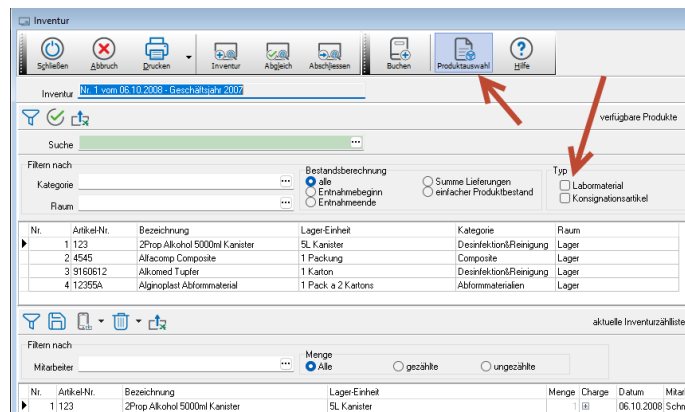 Inventur
Schließen Abbruch Drucken Inventur Abgleich Abschliessen Buchen Produktauswahl Hilfe
Inventur Nr. 1 vom 06.10.2008 - Geschäftsjahr 2007
verfügbare Produkte
Suche
Filtern nach Bestandsberechnung Typ
Kategorie alle Summe Lieferungen Labormaterial
Entnahmebeginn einfacher Produktbestand Konsignationsartikel
Raum Entnahmeende
Nr. Artikel-Nr. Bezeichnung Lager-Einheit Kategorie Raum
1 123 2Prop Alkohol 5000ml Kanister 5L Kanister Desinfektion&Reinigung Lager
2 4545 Alfacomp Composite 1 Packung Composite Lager
3 9160612 Alkomed Tupfer 1 Karton Desinfektion&Reinigung Lager
4 12355A Alginoplast Abformmaterial 1 Pack a 2 Kartons Abformmaterialien Lager
aktuelle Inventurzählliste
Filtern nach Menge
Mitarbeiter Alle gezählte ungezählte
Nr. Artikel-Nr. Bezeichnung Lager-Einheit Menge Charge Datum Mitar
1 123 2Prop Alkohol 5000ml Kanister 5L Kanister 1 06.10.2008 Schn